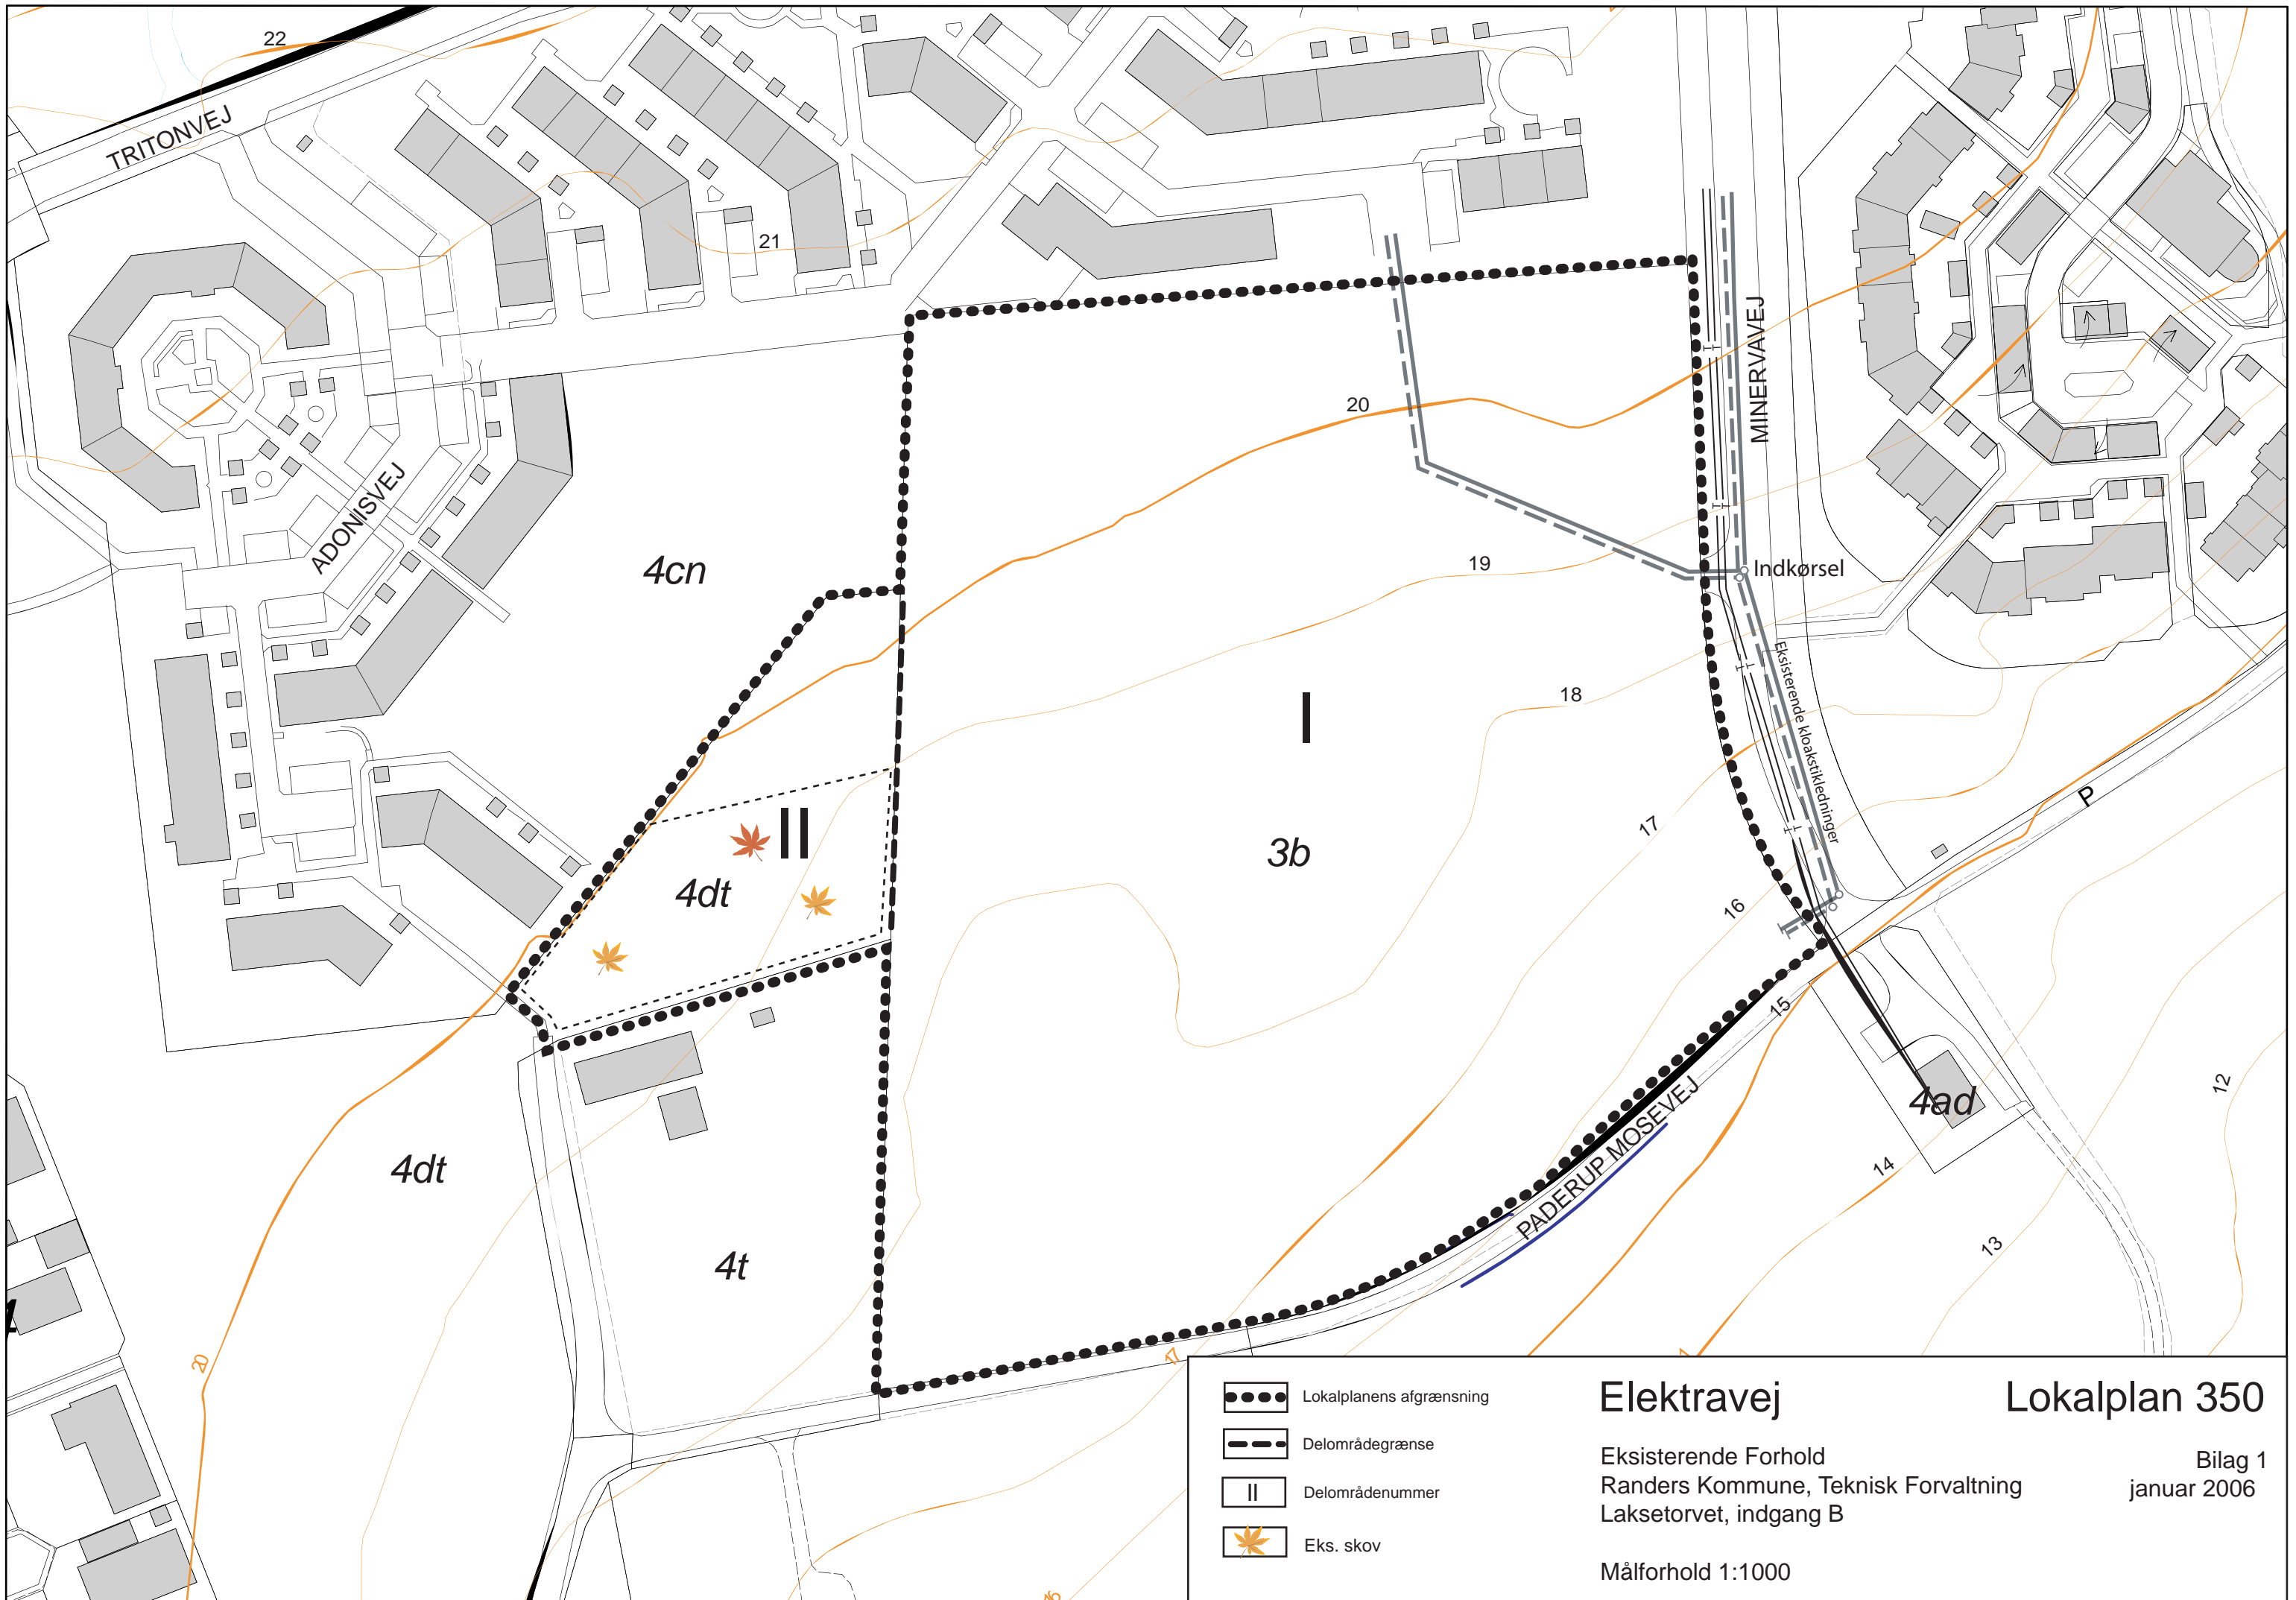 22
TRITONVEJ
21
MINERVAVEJ
20
ADONISVEJ
4cn
19
Indkørsel
Eksisterende kloakstikledninger
18
I
17
P
II
3b
4dt
16
15
4ad
12
PADERUP MOSEVEJ
14
4dt
13
4t
20
17
Lokalplanens afgrænsning
Delområdegrænse
II
Delområdenummer
Eks. skov
Elektravej
Lokalplan 350
Eksisterende Forhold
Randers Kommune, Teknisk Forvaltning
Laksetorvet, indgang B
Bilag 1
januar 2006
Målforhold 1:1000